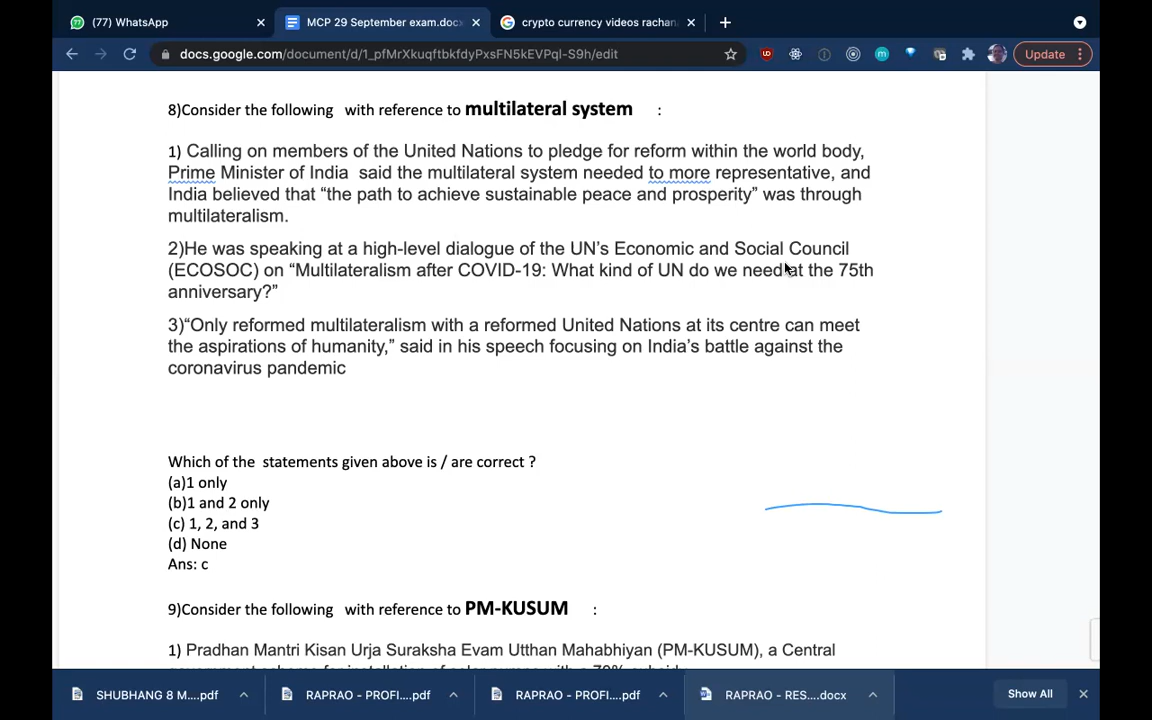 (77) WhatsApp
MCP 29 September exam.docx
crypto currency videos rachan
docs.google.com/document/d/1_pfMrXkuqftbkfdyPxsFN5kEVPql-S9h/edit
Update
8)Consider the following with reference to multilateral system :
1) Calling on members of the United Nations to pledge for reform within the world body,
Prime Minister of India said the multilateral system needed to more representative, and
India believed that “the path to achieve sustainable peace and prosperity” was through
multilateralism.
2)He was speaking at a high-level dialogue of the UN’s Economic and Social Council
(ECOSOC) on “Multilateralism after COVID-19: What kind of UN do we need at the 75th
anniversary?”
3)“Only reformed multilateralism with a reformed United Nations at its centre can meet
the aspirations of humanity,” said in his speech focusing on India’s battle against the
coronavirus pandemic
Which of the statements given above is / are correct ?
(a)1 only
(b)1 and 2 only
(c) 1, 2, and 3
(d) None
Ans: c
9)Consider the following with reference to PM-KUSUM :
1) Pradhan Mantri Kisan Urja Suraksha Evam Utthan Mahabhiyan (PM-KUSUM), a Central
SHUBHANG 8 M....pdf
RAPRAO - PROFI....pdf
RAPRAO - PROFI....pdf
RAPRAO - RES....docx
Show All